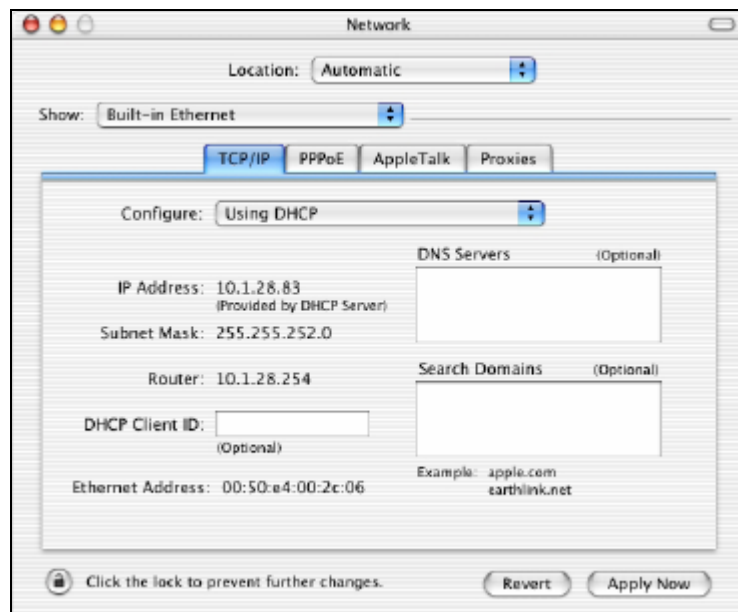 Network
Location: Automatic
Show: Built-in Ethernet
TCP/IP PPPoE AppleTalk Proxies
Configure: Using DHCP
DNS Servers (Optional)
IP Address: 10.1.28.83
(Provided by DHCP Server)
Subnet Mask: 255.255.252.0
Router: 10.1.28.254
Search Domains (Optional)
DHCP Client ID:
(Optional)
Example: apple.com
earthlink.net
Ethernet Address: 00:50:e4:00:2c:06
Click the lock to prevent further changes.
Revert Apply Now